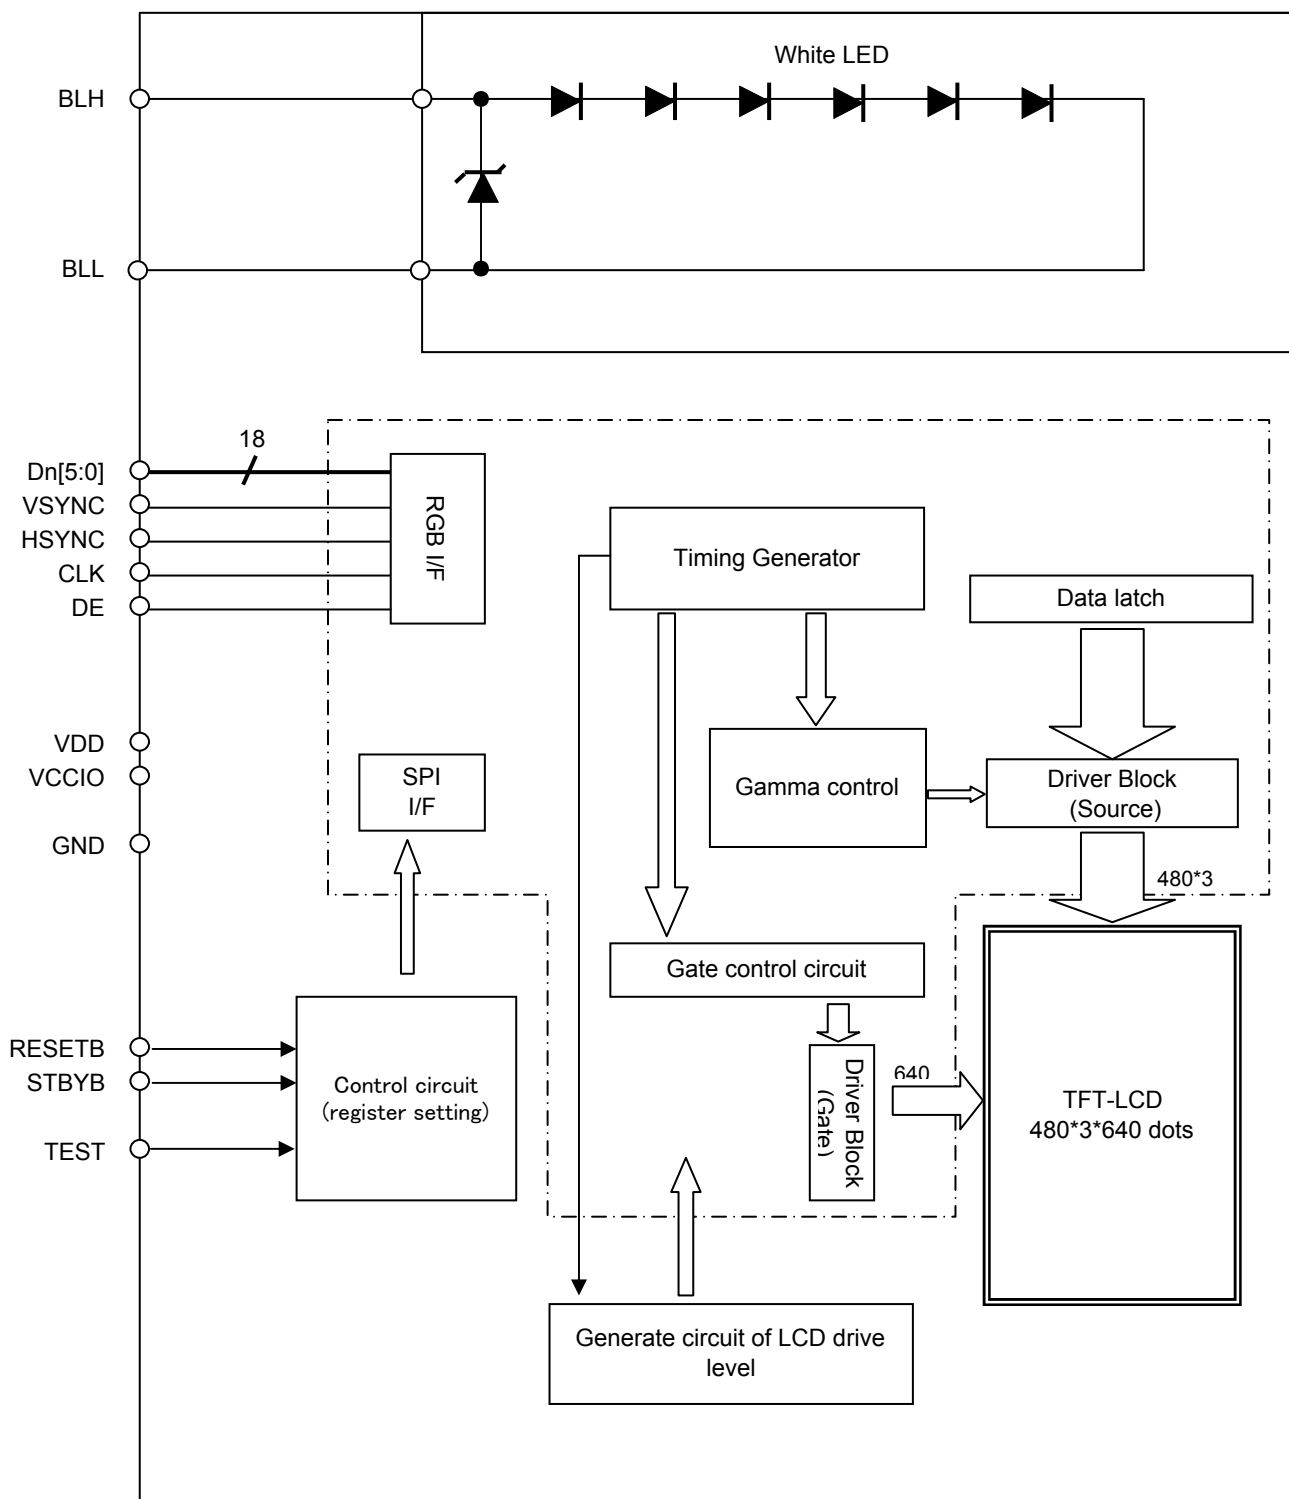 White LED
BLH
BLL
18
Dn[5:0]
VSYNC
HSYNC
CLK
DE
RGB I/F
Timing Generator
Data latch
VDD
VCCIO
GND
SPI
I/F
Gamma control
Driver Block
(Source)
480*3
Gate control circuit
RESETB
STBYB
TEST
Control circuit
(register setting)
Driver Block
(Gate)
640
TFT-LCD
480*3*640 dots
Generate circuit of LCD drive
level